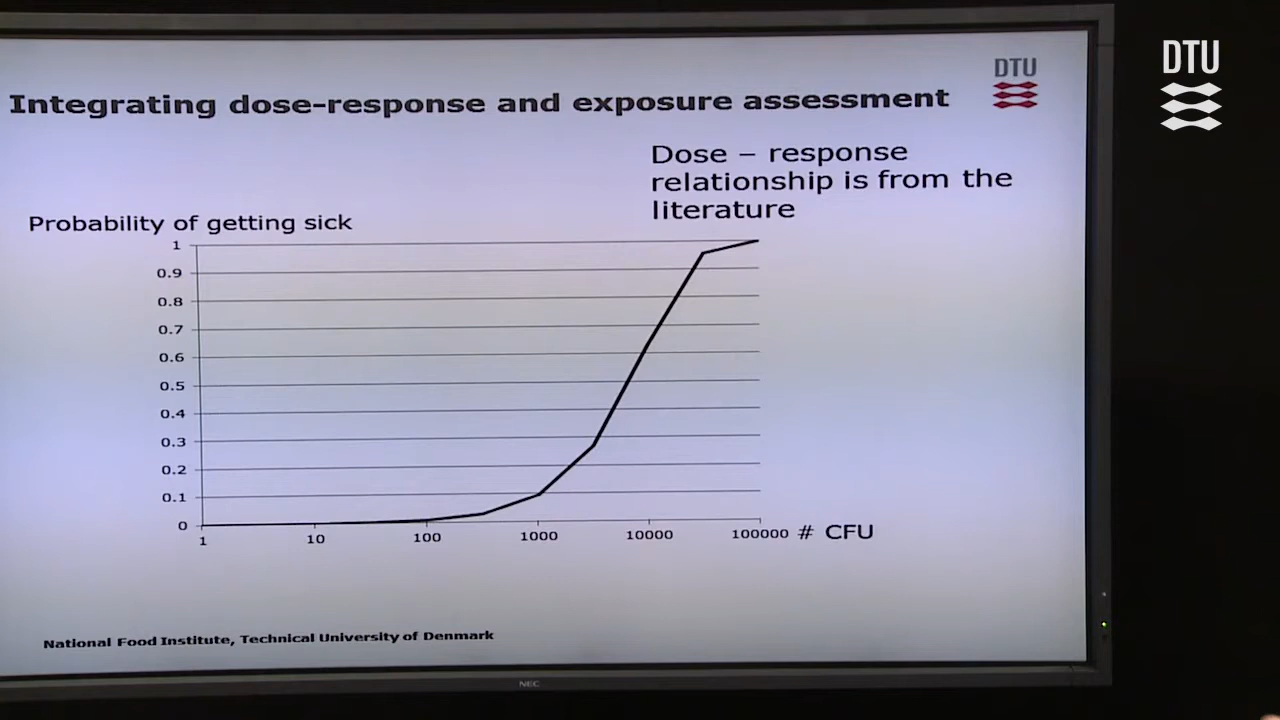 DTU
DTU
Integrating dose-response and exposure assessment
Dose – response
relationship is from the
literature
Probability of getting sick
1
0.9
0.8
0.7
0.6
0.5
0.4
0.3
0.2
0.1
0
1 10 100 1000 10000 100000 # CFU
National Food Institute, Technical University of Denmark
NEC